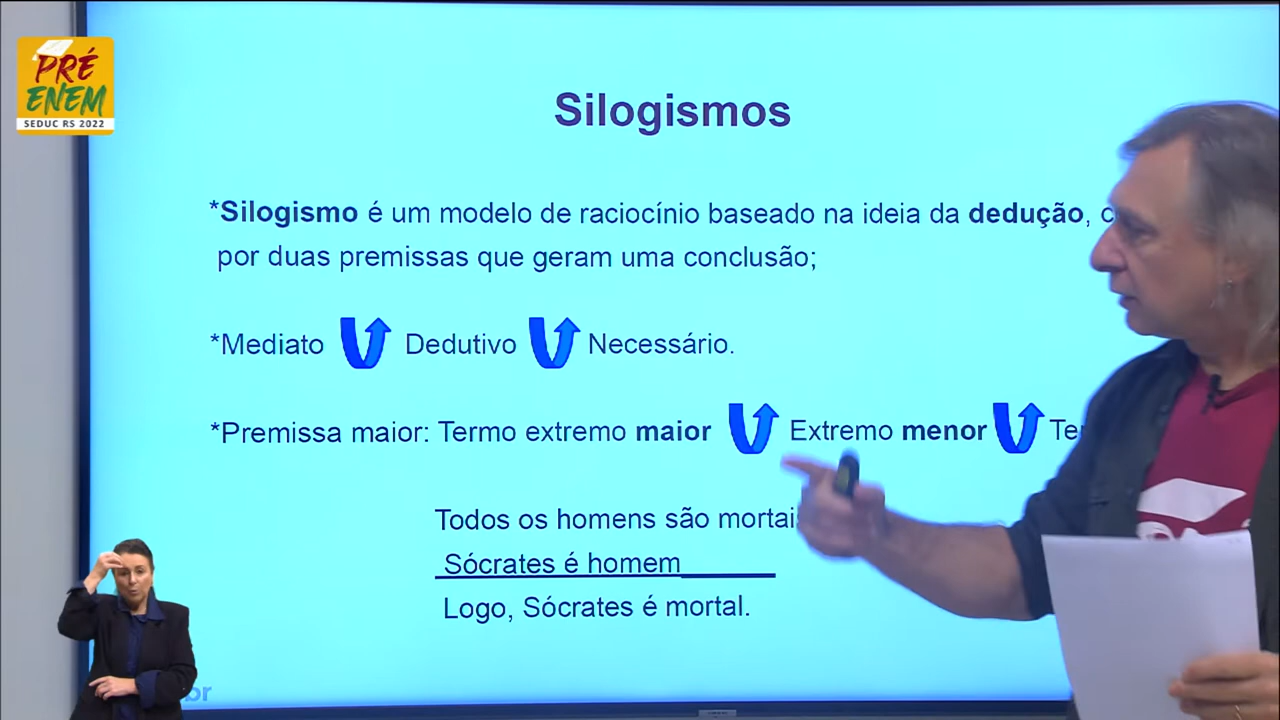 PRÉ
ENEM
SEDUC RS 2022
Silogismos
*Silogismo é um modelo de raciocínio baseado na ideia da dedução,
por duas premissas que geram uma conclusão;
*Mediato Dedutivo Necessário.
*Premissa maior: Termo extremo maior Extremo menor
Todos os homens são
Sócrates é homem
Logo, Sócrates é mortal.